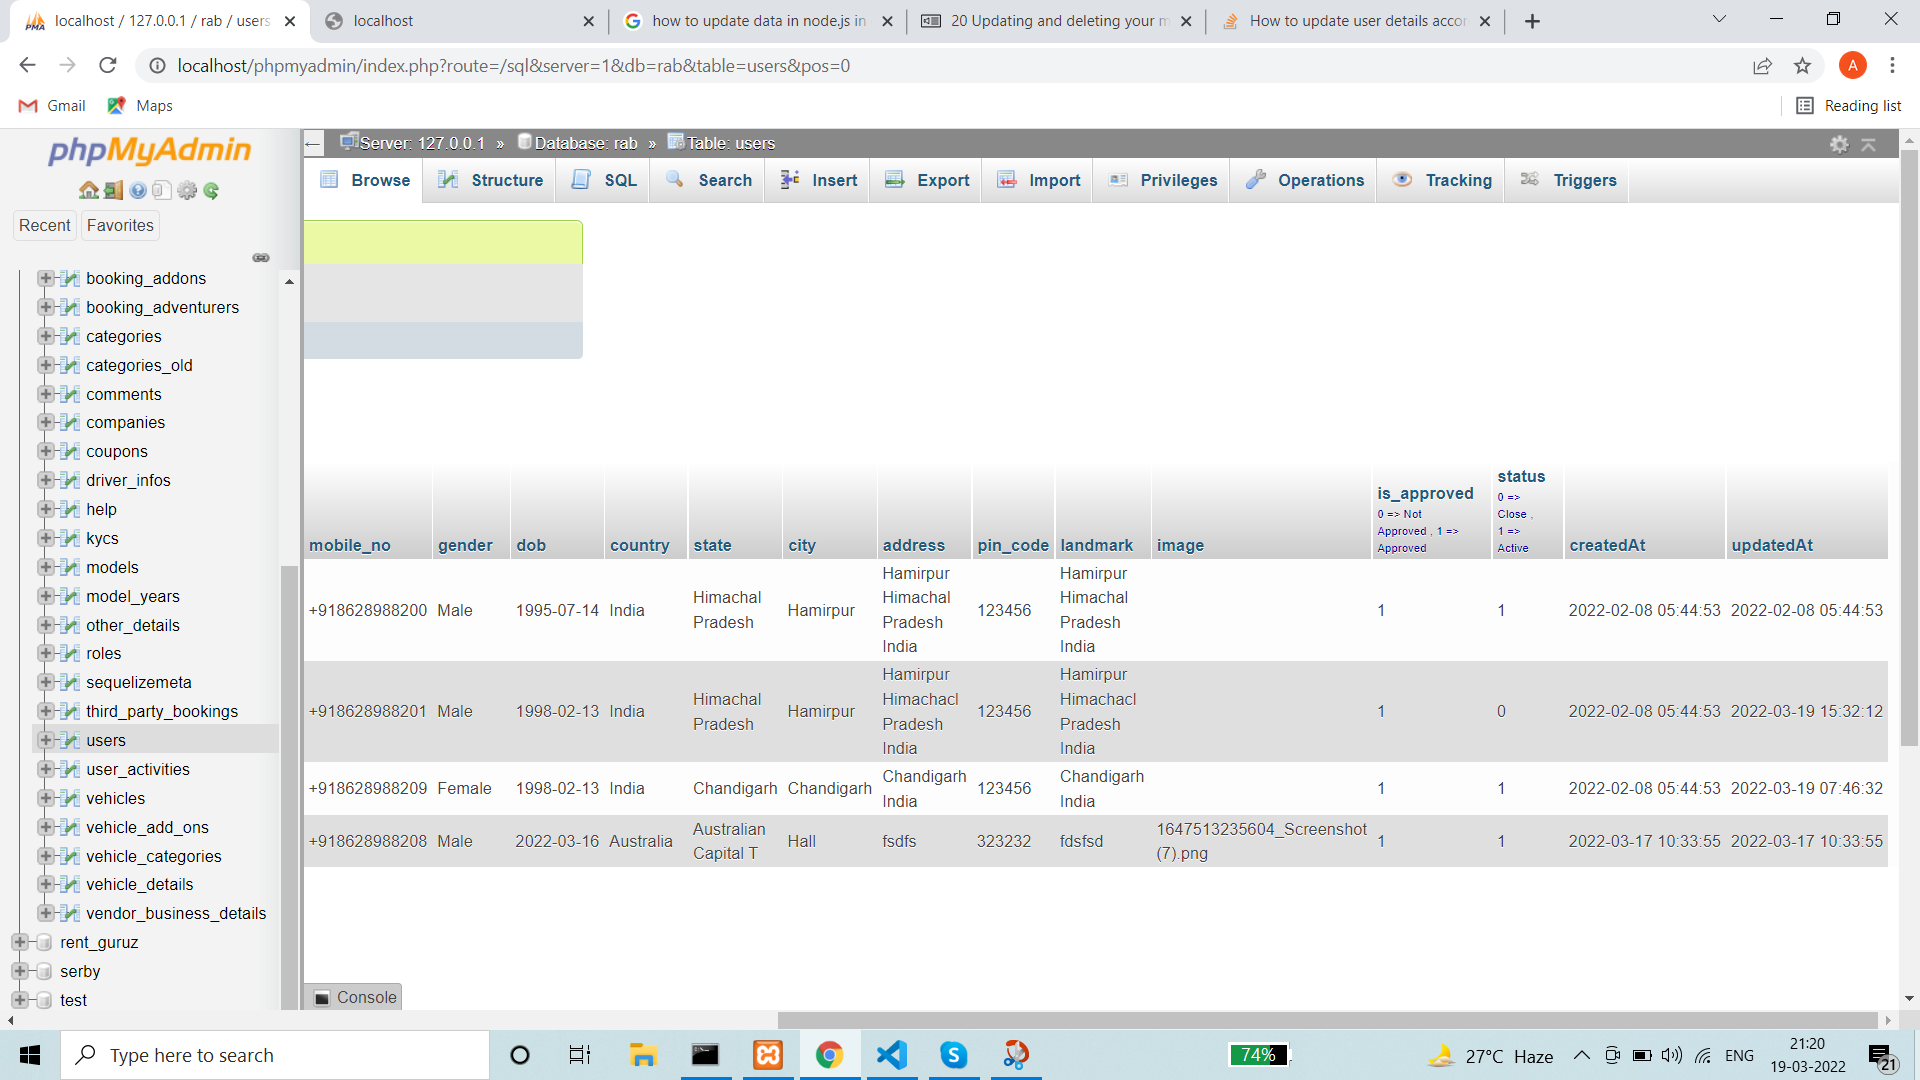 localhost / 127.0.0.1 / rab / users
localhost
how to update data in node.js in
20 Updating and deleting your m
How to update user details accor
localhost/phpmyadmin/index.php?route=/sql&server=1&db=rab&table=users&pos=0
A
Gmail
Maps
Reading list
phpMyAdmin
Recent
Favorites
booking_addons
booking_adventurers
categories
categories_old
comments
companies
coupons
driver_infos
help
kycs
models
model_years
other_details
roles
sequelizemeta
third_party_bookings
users
user_activities
vehicles
vehicle_add_ons
vehicle_categories
vehicle_details
vendor_business_details
rent_guruz
serby
test
Server: 127.0.0.1 » Database: rab » Table: users
Browse Structure SQL Search Insert Export Import Privileges Operations Tracking Triggers
mobile_no gender dob country state city address pin_code landmark image
is_approved
0 => Not
Approved , 1 =>
Approved
status
0 =>
Close ,
1 =>
Active
createdAt updatedAt
+918628988200 Male 1995-07-14 India
Himachal
Pradesh
Hamirpur
Hamirpur
Himachal
Pradesh
India
123456
Hamirpur
Himachal
Pradesh
India
1 1 2022-02-08 05:44:53 2022-02-08 05:44:53
+918628988201 Male 1998-02-13 India
Himachal
Pradesh
Hamirpur
Hamirpur
Himachacl
Pradesh
India
123456
Hamirpur
Himachacl
Pradesh
India
1 0 2022-02-08 05:44:53 2022-03-19 15:32:12
+918628988209 Female 1998-02-13 India Chandigarh Chandigarh
Chandigarh
India
123456
Chandigarh
India
1 1 2022-02-08 05:44:53 2022-03-19 07:46:32
+918628988208 Male 2022-03-16 Australia
Australian
Capital T
Hall fsdfs 323232 fdsfsd
1647513235604_Screenshot
(7).png
1 1 2022-03-17 10:33:55 2022-03-17 10:33:55
Console
Type here to search
74%
27°C Haze
ENG
21:20
19-03-2022
21